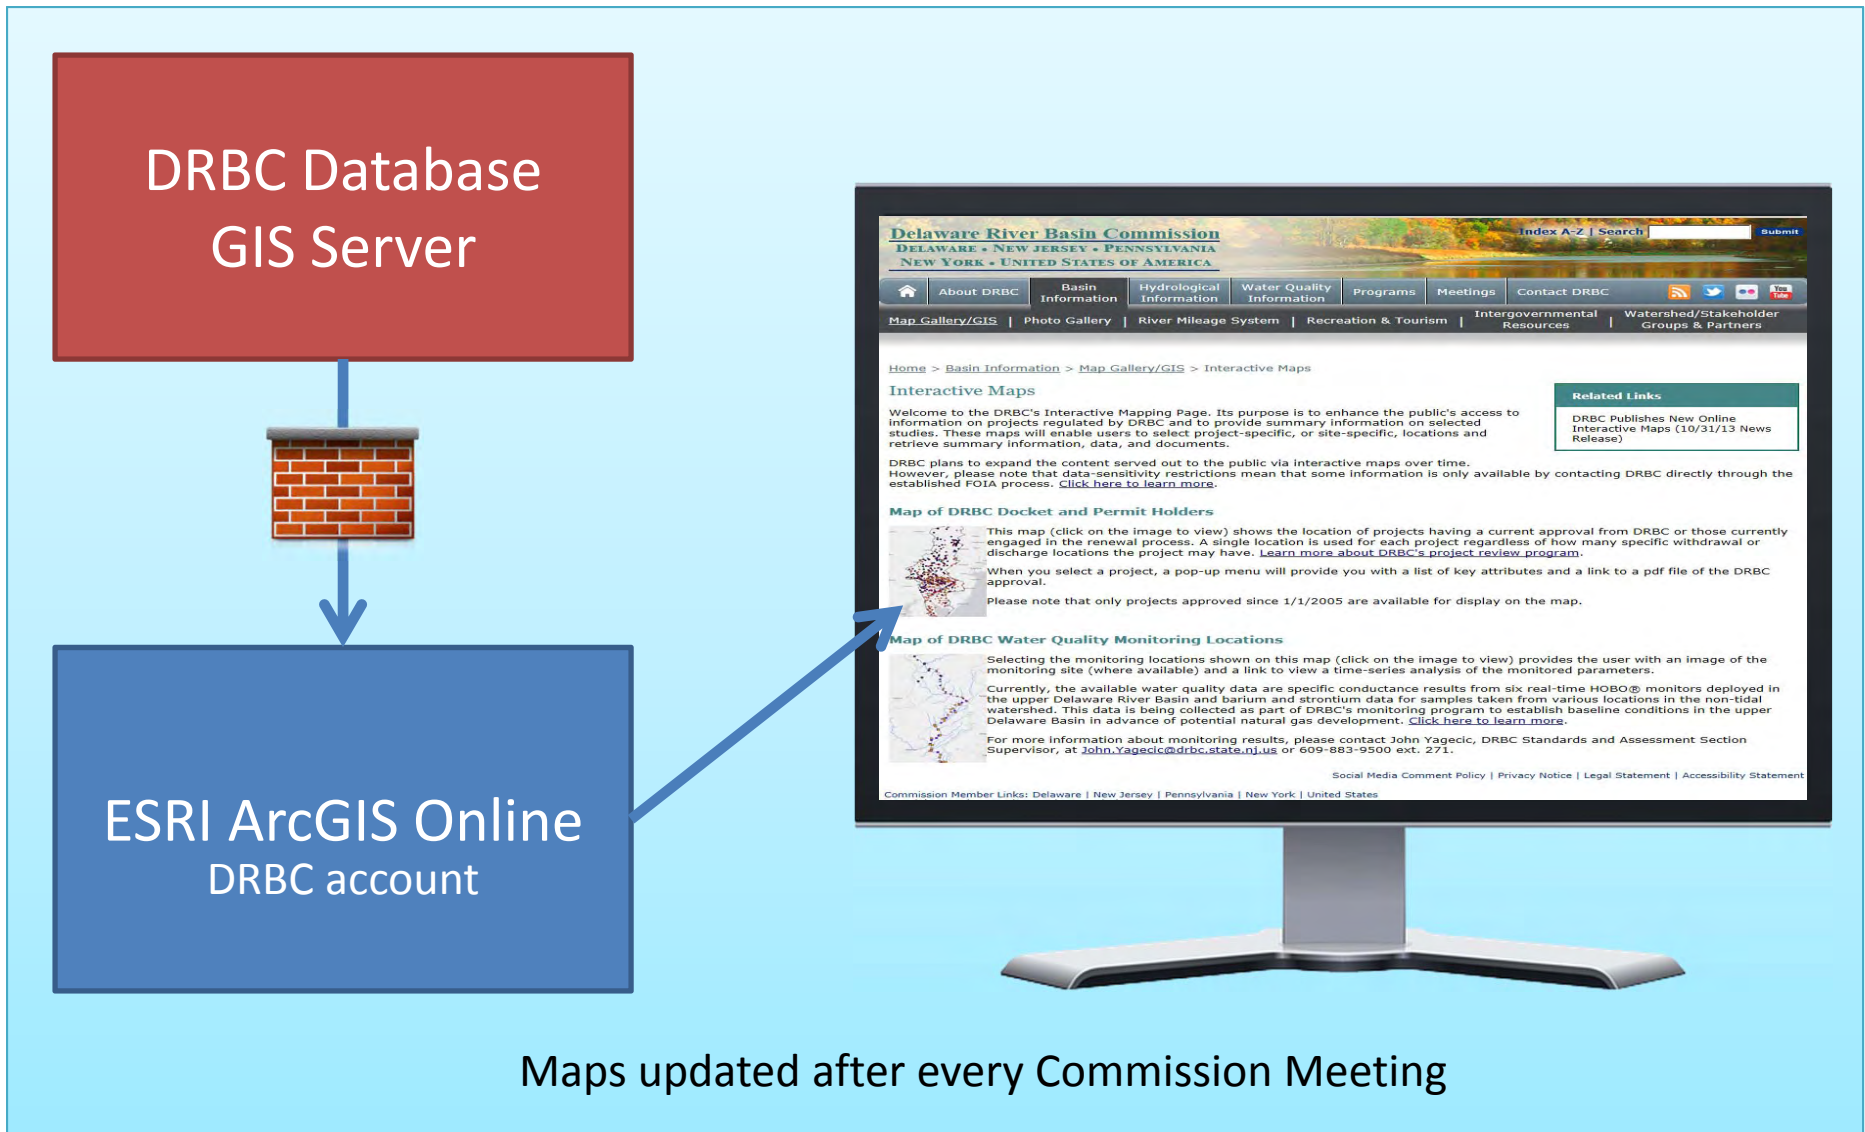 DRBC Database
GIS Server
ESRI ArcGIS Online
DRBC account
Delaware River Basin Commission
DELAWARE • NEW JERSEY • PENNSYLVANIA
NEW YORK • UNITED STATES OF AMERICA
Index A-Z | Search
Submit
About DRBC
Basin
Information
Hydrological
Information
Water Quality
Information
Programs
Meetings
Contact DRBC
You
Tube
Map Gallery/GIS | Photo Gallery | River Mileage System | Recreation & Tourism | Intergovernmental
Resources | Watershed/Stakeholder
Groups & Partners
Home > Basin Information > Map Gallery/GIS > Interactive Maps
Interactive Maps
Welcome to the DRBC's Interactive Mapping Page. Its purpose is to enhance the public's access to
information on projects regulated by DRBC and to provide summary information on selected
studies. These maps will enable users to select project-specific, or site-specific, locations and
retrieve summary information, data, and documents.
Related Links
DRBC Publishes New Online
Interactive Maps (10/31/13 News
Release)
DRBC plans to expand the content served out to the public via interactive maps over time.
However, please note that data-sensitivity restrictions mean that some information is only available by contacting DRBC directly through the
established FOIA process. Click here to learn more.
Map of DRBC Docket and Permit Holders
This map (click on the image to view) shows the location of projects having a current approval from DRBC or those currently
engaged in the renewal process. A single location is used for each project regardless of how many specific withdrawal or
discharge locations the project may have. Learn more about DRBC's project review program.
When you select a project, a pop-up menu will provide you with a list of key attributes and a link to a pdf file of the DRBC
approval.
Please note that only projects approved since 1/1/2005 are available for display on the map.
Map of DRBC Water Quality Monitoring Locations
Selecting the monitoring locations shown on this map (click on the image to view) provides the user with an image of the
monitoring site (where available) and a link to view a time-series analysis of the monitored parameters.
Currently, the available water quality data are specific conductance results from six real-time HOBO® monitors deployed in
the upper Delaware River Basin and barium and strontium data for samples taken from various locations in the non-tidal
watershed. This data is being collected as part of DRBC's monitoring program to establish baseline conditions in the upper
Delaware Basin in advance of potential natural gas development. Click here to learn more.
For more information about monitoring results, please contact John Yagecic, DRBC Standards and Assessment Section
Supervisor, at John.Yagecic@drbc.state.nj.us or 609-883-9500 ext. 271.
Social Media Comment Policy | Privacy Notice | Legal Statement | Accessibility Statement
Commission Member Links: Delaware | New Jersey | Pennsylvania | New York | United States
Maps updated after every Commission Meeting